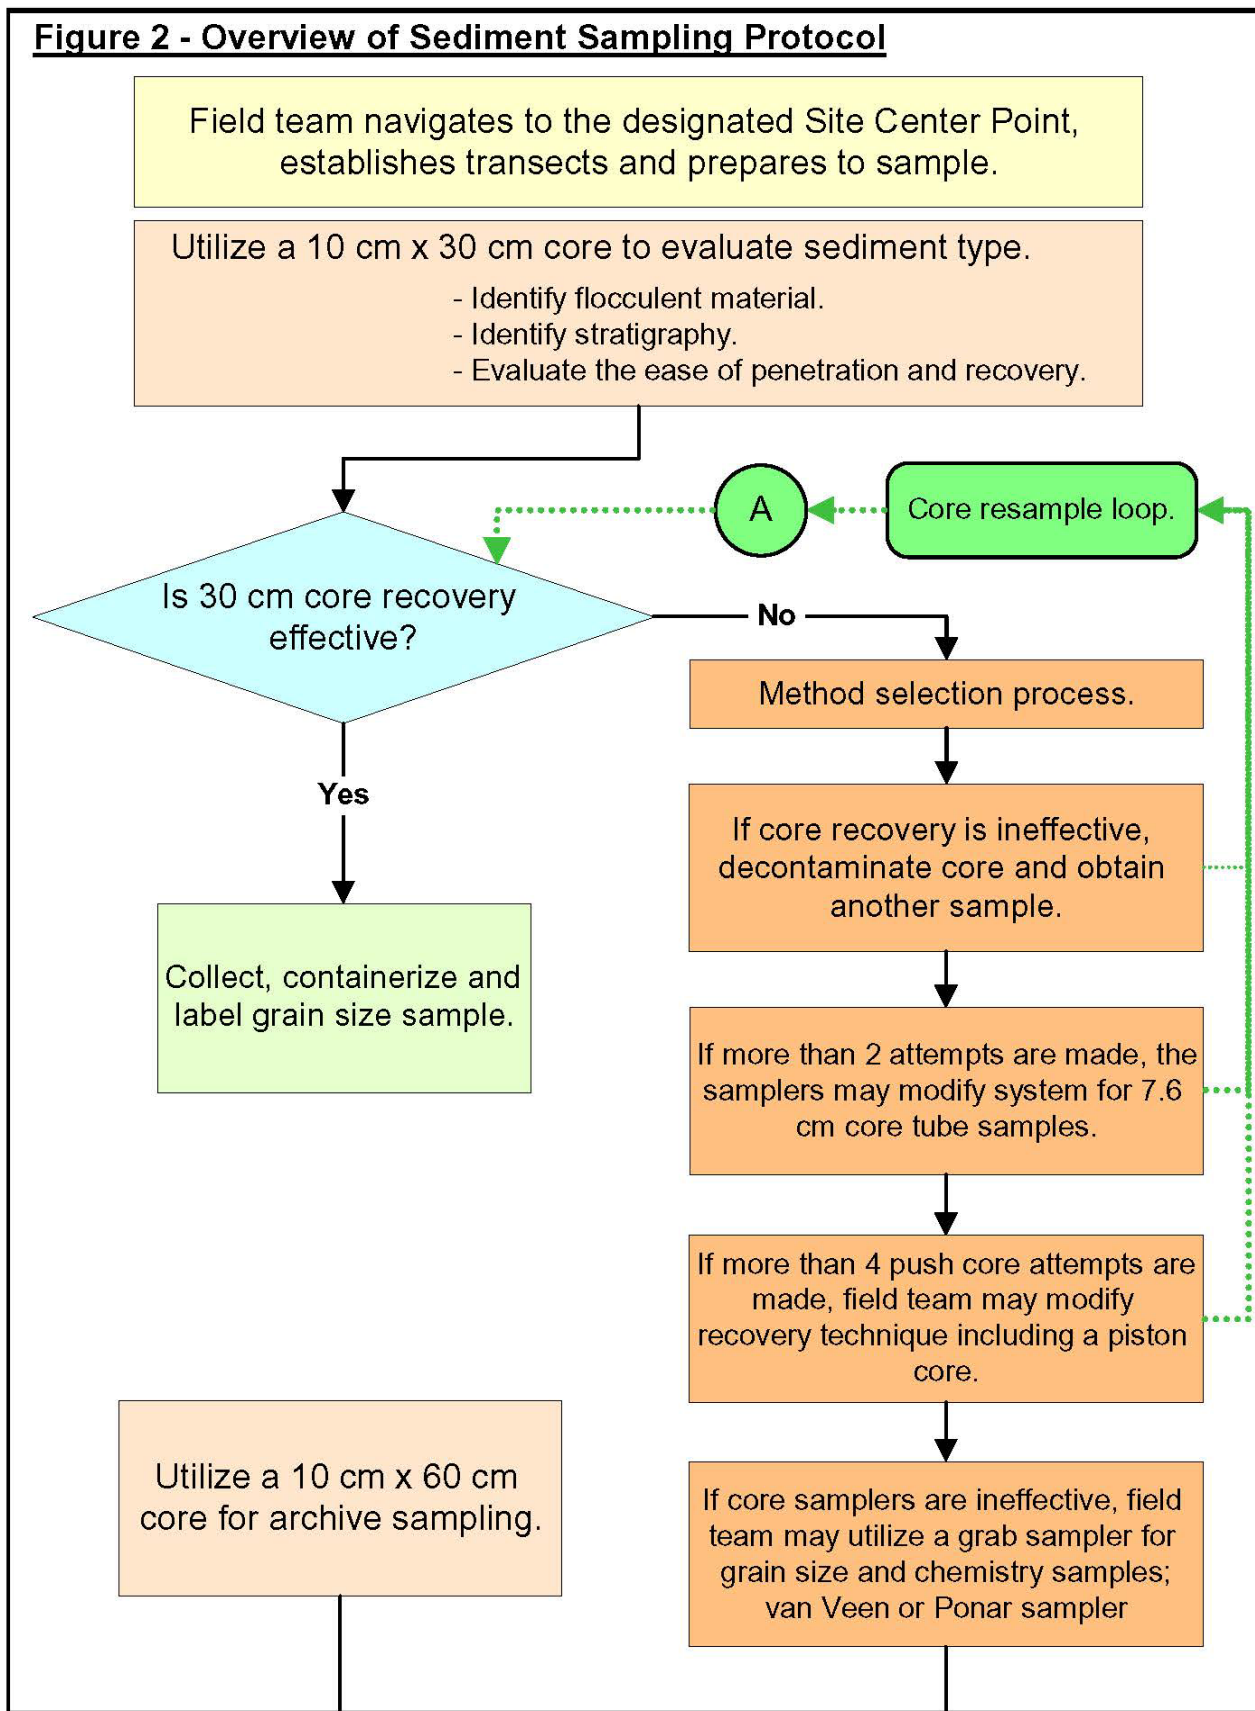 Figure 2 - Overview of Sediment Sampling Protocol
Field team navigates to the designated Site Center Point,
establishes transects and prepares to sample.
Utilize a 10 cm x 30 cm core to evaluate sediment type.
- Identify flocculent material.
- Identify stratigraphy.
- Evaluate the ease of penetration and recovery.
A
Core resample loop.
Is 30 cm core recovery
effective?
No
Method selection process.
Yes
If core recovery is ineffective,
decontaminate core and obtain
another sample.
Collect, containerize and
label grain size sample.
If more than 2 attempts are made, the
samplers may modify system for 7.6
cm core tube samples.
If more than 4 push core attempts are
made, field team may modify
recovery technique including a piston
core.
Utilize a 10 cm x 60 cm
core for archive sampling.
If core samplers are ineffective, field
team may utilize a grab sampler for
grain size and chemistry samples;
van Veen or Ponar sampler